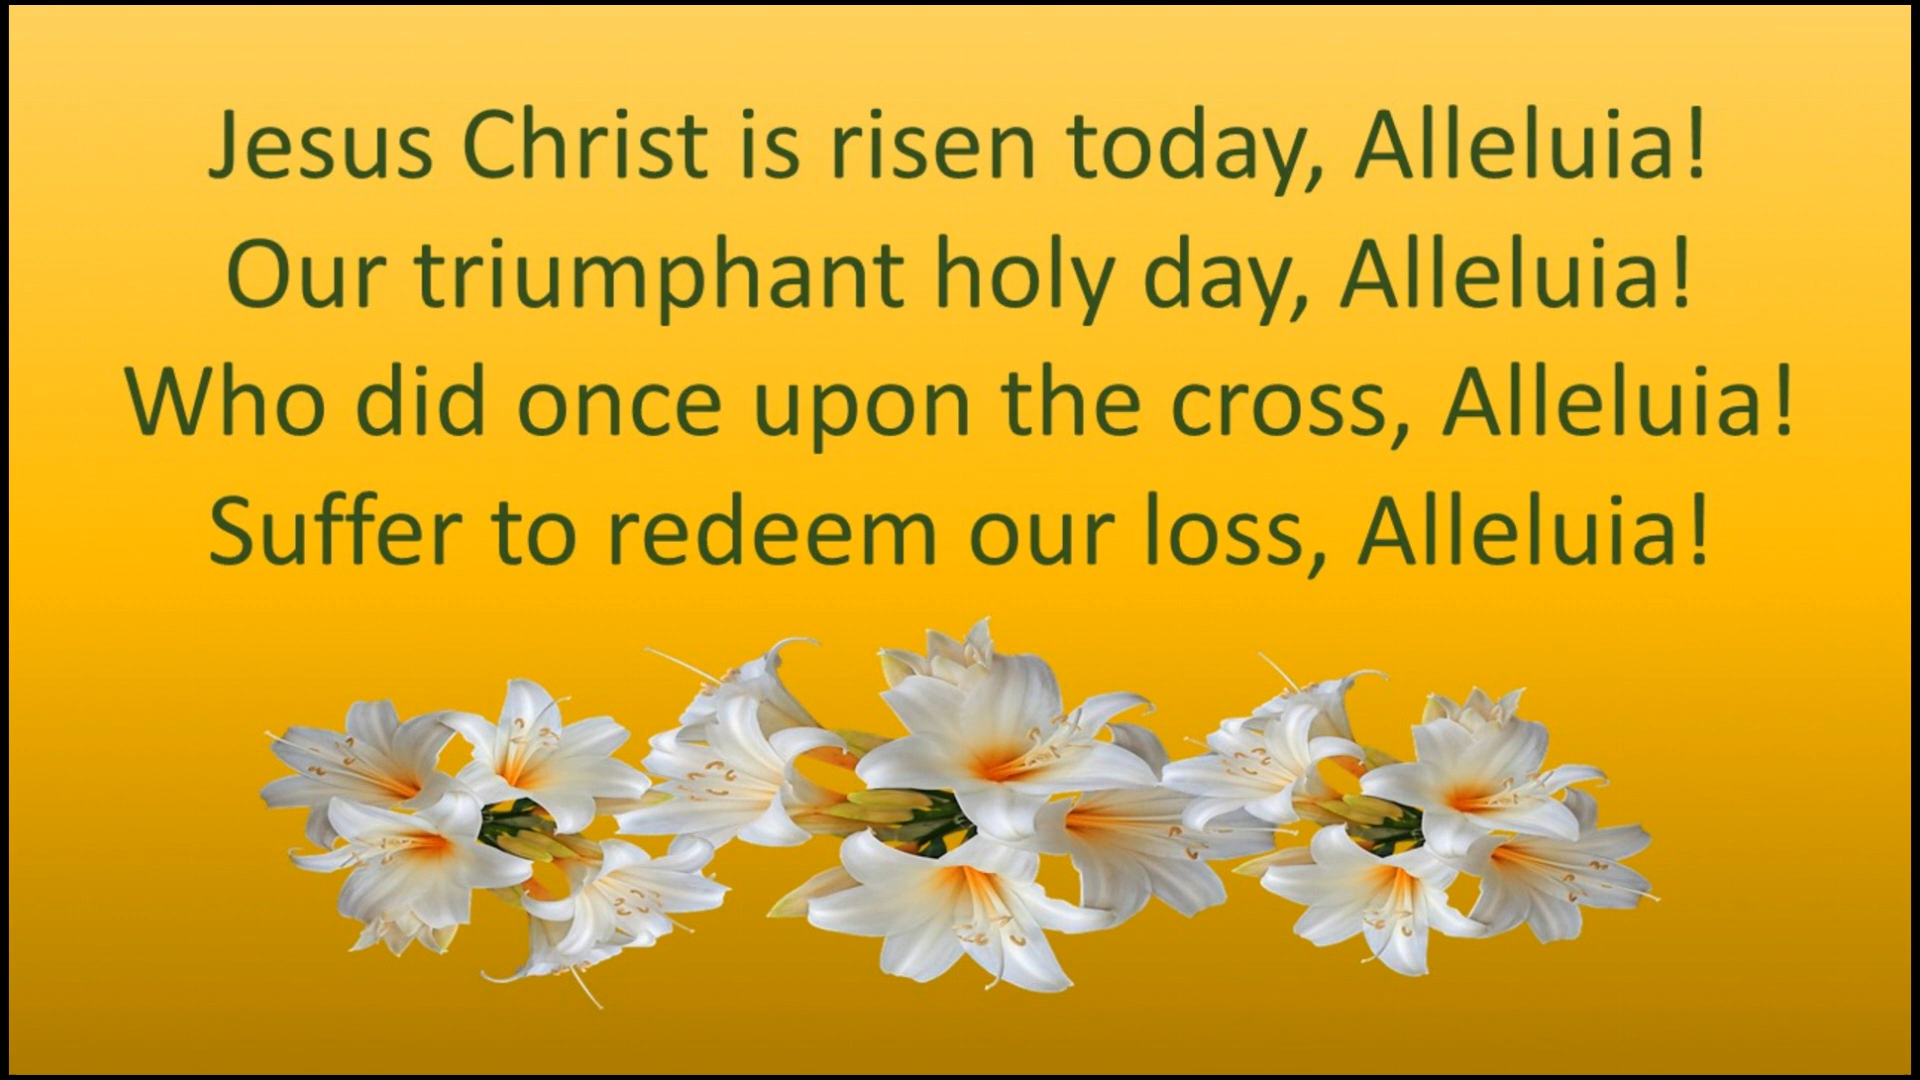 Jesus Christ is risen today, Alleluia!
Our triumphant holy day, Alleluia!
Who did once upon the cross, Alleluia!
Suffer to redeem our loss, Alleluia!